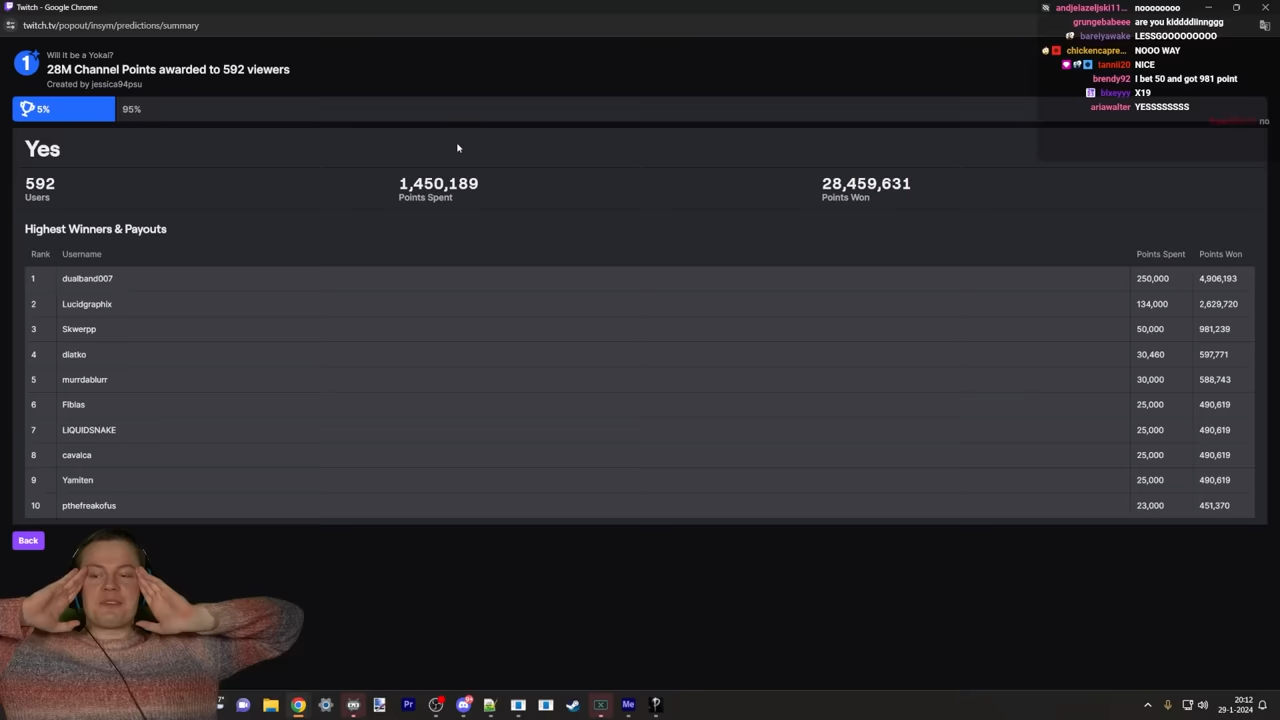 Twitch - Google Chrome
twitch.tv/popout/insym/predictions/summary
Will it be a Yokai?
28M Channel Points awarded to 592 viewers
Created by jessica94psu
5%
95%
Yes
592
Users
1,450,189
Points Spent
28,459,631
Points Won
Highest Winners & Payouts
Rank Username Points Spent Points Won
1 dualband007 250,000 4,906,193
2 Lucidgraphix 134,000 2,629,720
3 Skwerpp 50,000 981,239
4 dlatko 30,460 597,771
5 murrdablurr 30,000 588,743
6 Flblas 25,000 490,619
7 LIQUIDSNAKE 25,000 490,619
8 cavalca 25,000 490,619
9 Yamiten 25,000 490,619
10 pthefreakofus 23,000 451,370
Back
andjelazeljski11... nooooooo
grungebabeee are you kiddddiinnggg
bareiyawake LESSGOOOOOOOO
chickencapre... NOOO WAY
tannii20 NICE
brendy92 I bet 50 and got 981 point
bixeyyy X19
ariawalter YESSSSSSSS
no
20:12
29-1-2024